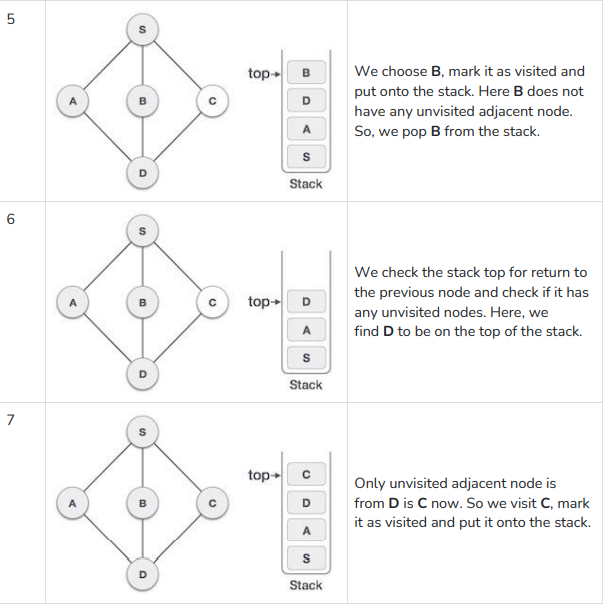 5
S
A
B
C
D
top→
B
D
A
S
Stack
We choose B, mark it as visited and
put onto the stack. Here B does not
have any unvisited adjacent node.
So, we pop B from the stack.
6
S
A
B
C
D
top→
D
A
S
Stack
We check the stack top for return to
the previous node and check if it has
any unvisited nodes. Here, we
find D to be on the top of the stack.
7
S
A
B
C
D
top→
C
D
A
S
Stack
Only unvisited adjacent node is
from D is C now. So we visit C, mark
it as visited and put it onto the stack.